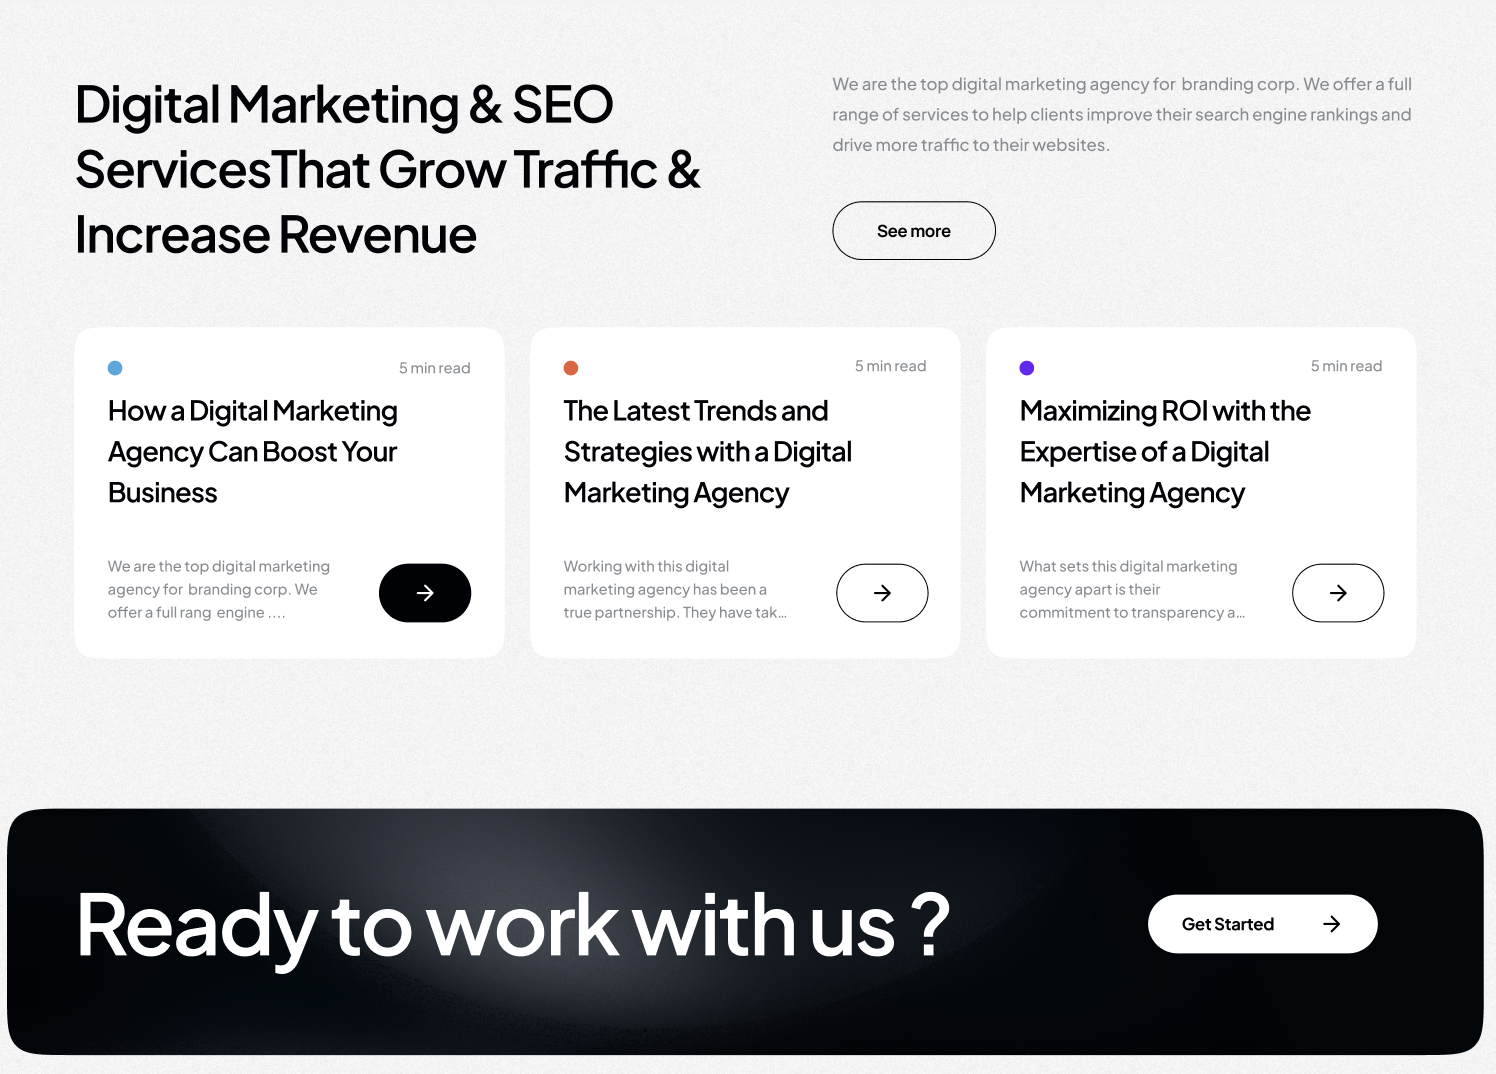 Digital Marketing & SEO
ServicesThat Grow Traffic &
Increase Revenue
We are the top digital marketing agency for branding corp. We offer a full
range of services to help clients improve their search engine rankings and
drive more traffic to their websites.
See more
5 min read
How a Digital Marketing
Agency Can Boost Your
Business
We are the top digital marketing
agency for branding corp. We
offer a full rang engine ....
5 min read
The Latest Trends and
Strategies with a Digital
Marketing Agency
Working with this digital
marketing agency has been a
true partnership. They have tak...
5 min read
Maximizing ROI with the
Expertise of a Digital
Marketing Agency
What sets this digital marketing
agency apart is their
commitment to transparency a...
Ready to work with us ?
Get Started